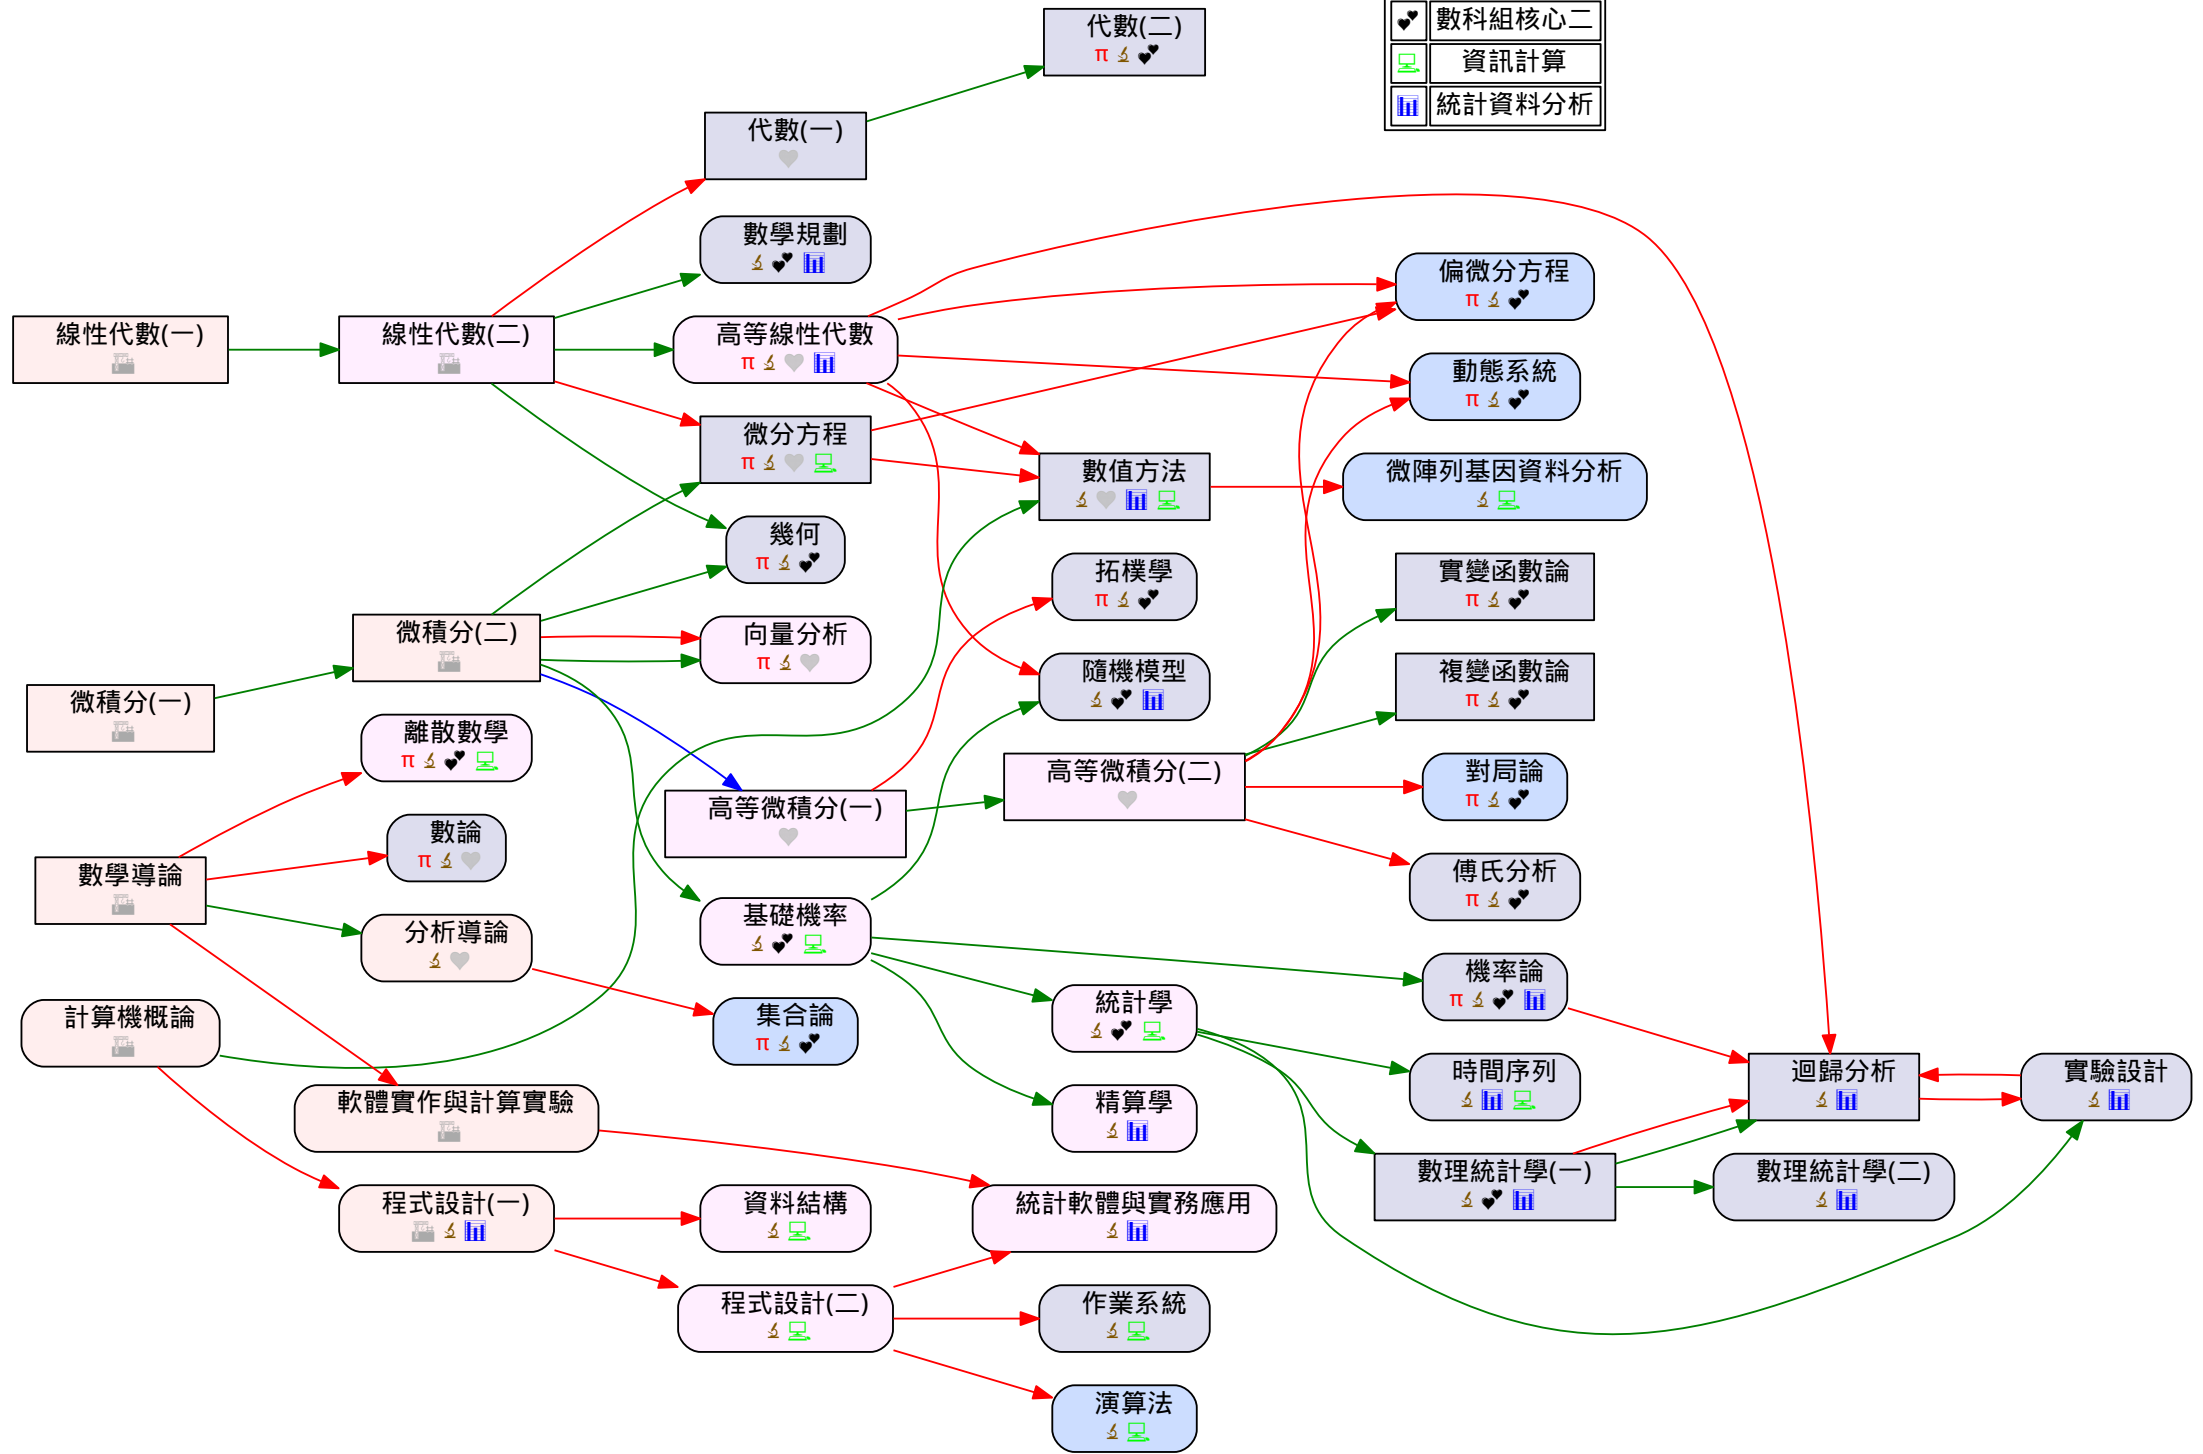 代數(二)
π
數科組核心二
資訊計算
統計資料分析
代數(一)
數學規劃
線性代數(一)
線性代數(二)
高等線性代數
π
偏微分方程
π
動態系統
π
微分方程
π
數值方法
微陣列基因資料分析
幾何
π
拓樸學
π
實變函數論
π
微積分(二)
向量分析
π
隨機模型
複變函數論
π
微積分(一)
離散數學
π
高等微積分(一)
高等微積分(二)
對局論
π
數學導論
數論
π
傅氏分析
π
分析導論
基礎機率
機率論
π
計算機概論
集合論
π
統計學
時間序列
迴歸分析
實驗設計
軟體實作與計算實驗
精算學
數理統計學(一)
數理統計學(二)
程式設計(一)
資料結構
統計軟體與實務應用
程式設計(二)
作業系統
演算法